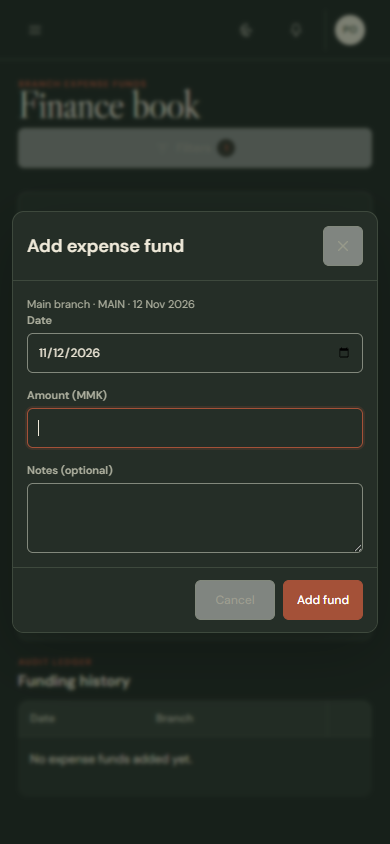 PG
BRANCH EXPENSE FUNDS
Finance book
Add expense fund
Main branch · MAIN · 12 Nov 2026
Date
11/12/2026
Amount (MMK)
Notes (optional)
Cancel
Add fund
AUDIT LEDGER
Funding history
Date
Branch
No expense funds added yet.